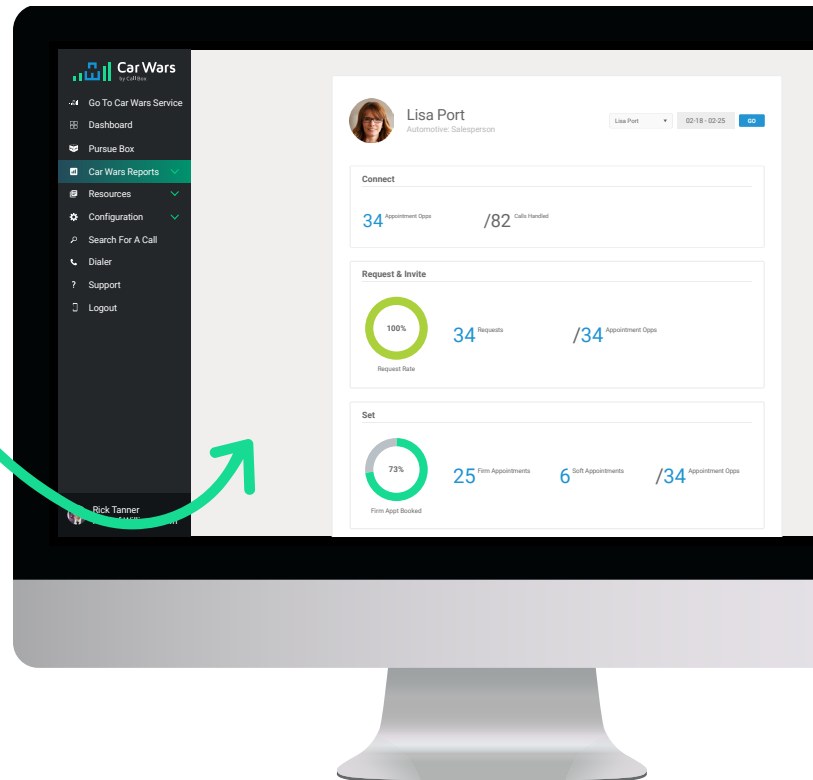 Car Wars
by CallBox
Go To Car Wars Service
Dashboard
Pursue Box
Car Wars Reports
Resources
Configuration
Search For A Call
Dialer
? Support
Logout
Rick Tanner
Lisa Port
Automotive: Salesperson
Lisa Port
02-18 - 02-25
GO
Connect
34 Appointment Opps /82 Calls Handled
Request & Invite
100%
34 Requests /34 Appointment Opps
Request Rate
Set
73%
25 Firm Appointments 6 Soft Appointments /34 Appointment Opps
Firm Appt Booked